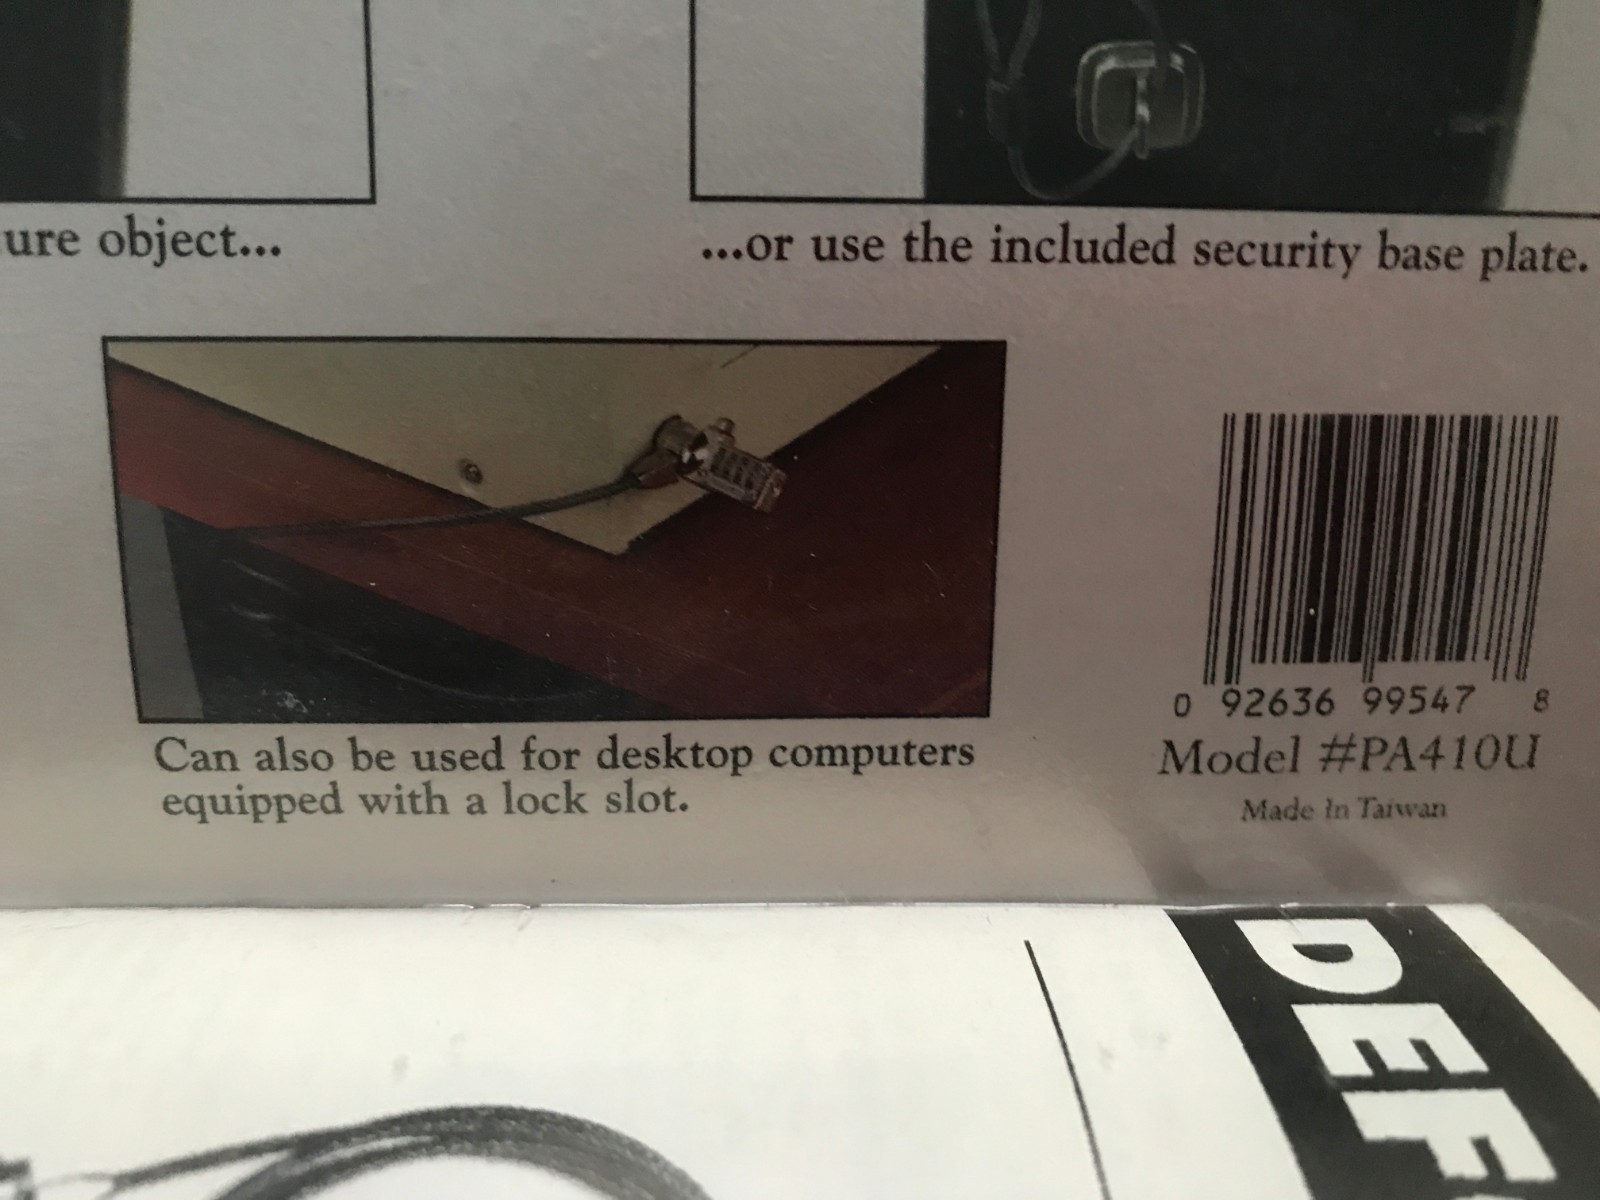 ure object...
...or use the included security base plate.
Can also be used for desktop computers
equipped with a lock slot.
0 92636 99547 8
Model #PA410U
Made In Taiwan
DEF